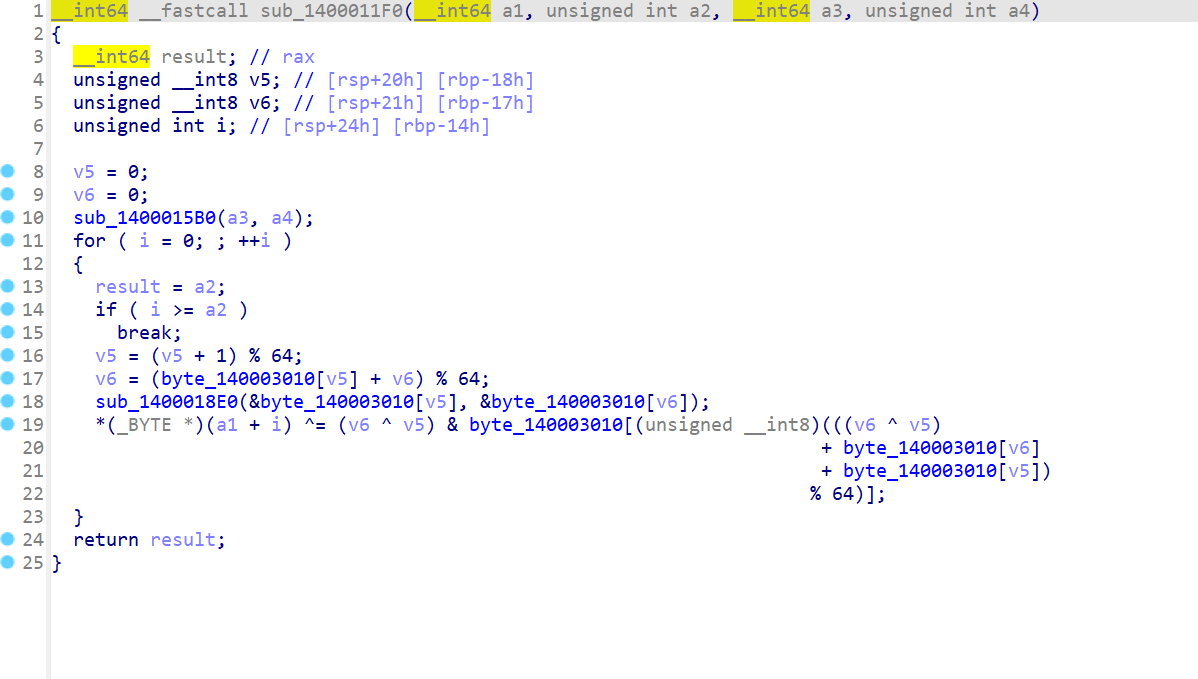 1 __int64 __fastcall sub_1400011F0(__int64 a1, unsigned int a2, __int64 a3, unsigned int a4)
2 {
3   __int64 result; // rax
4   unsigned __int8 v5; // [rsp+20h] [rbp-18h]
5   unsigned __int8 v6; // [rsp+21h] [rbp-17h]
6   unsigned int i; // [rsp+24h] [rbp-14h]
7
8   v5 = 0;
9   v6 = 0;
10   sub_1400015B0(a3, a4);
11   for ( i = 0; ; ++i )
12   {
13     result = a2;
14     if ( i >= a2 )
15       break;
16     v5 = (v5 + 1) % 64;
17     v6 = (byte_140003010[v5] + v6) % 64;
18     sub_1400018E0(&byte_140003010[v5], &byte_140003010[v6]);
19     *(_BYTE *)(a1 + i) ^= (v6 ^ v5) & byte_140003010[(unsigned __int8)(((v6 ^ v5)
20                                                                      + byte_140003010[v6]
21                                                                      + byte_140003010[v5])
22                                                                     % 64)];
23   }
24   return result;
25 }